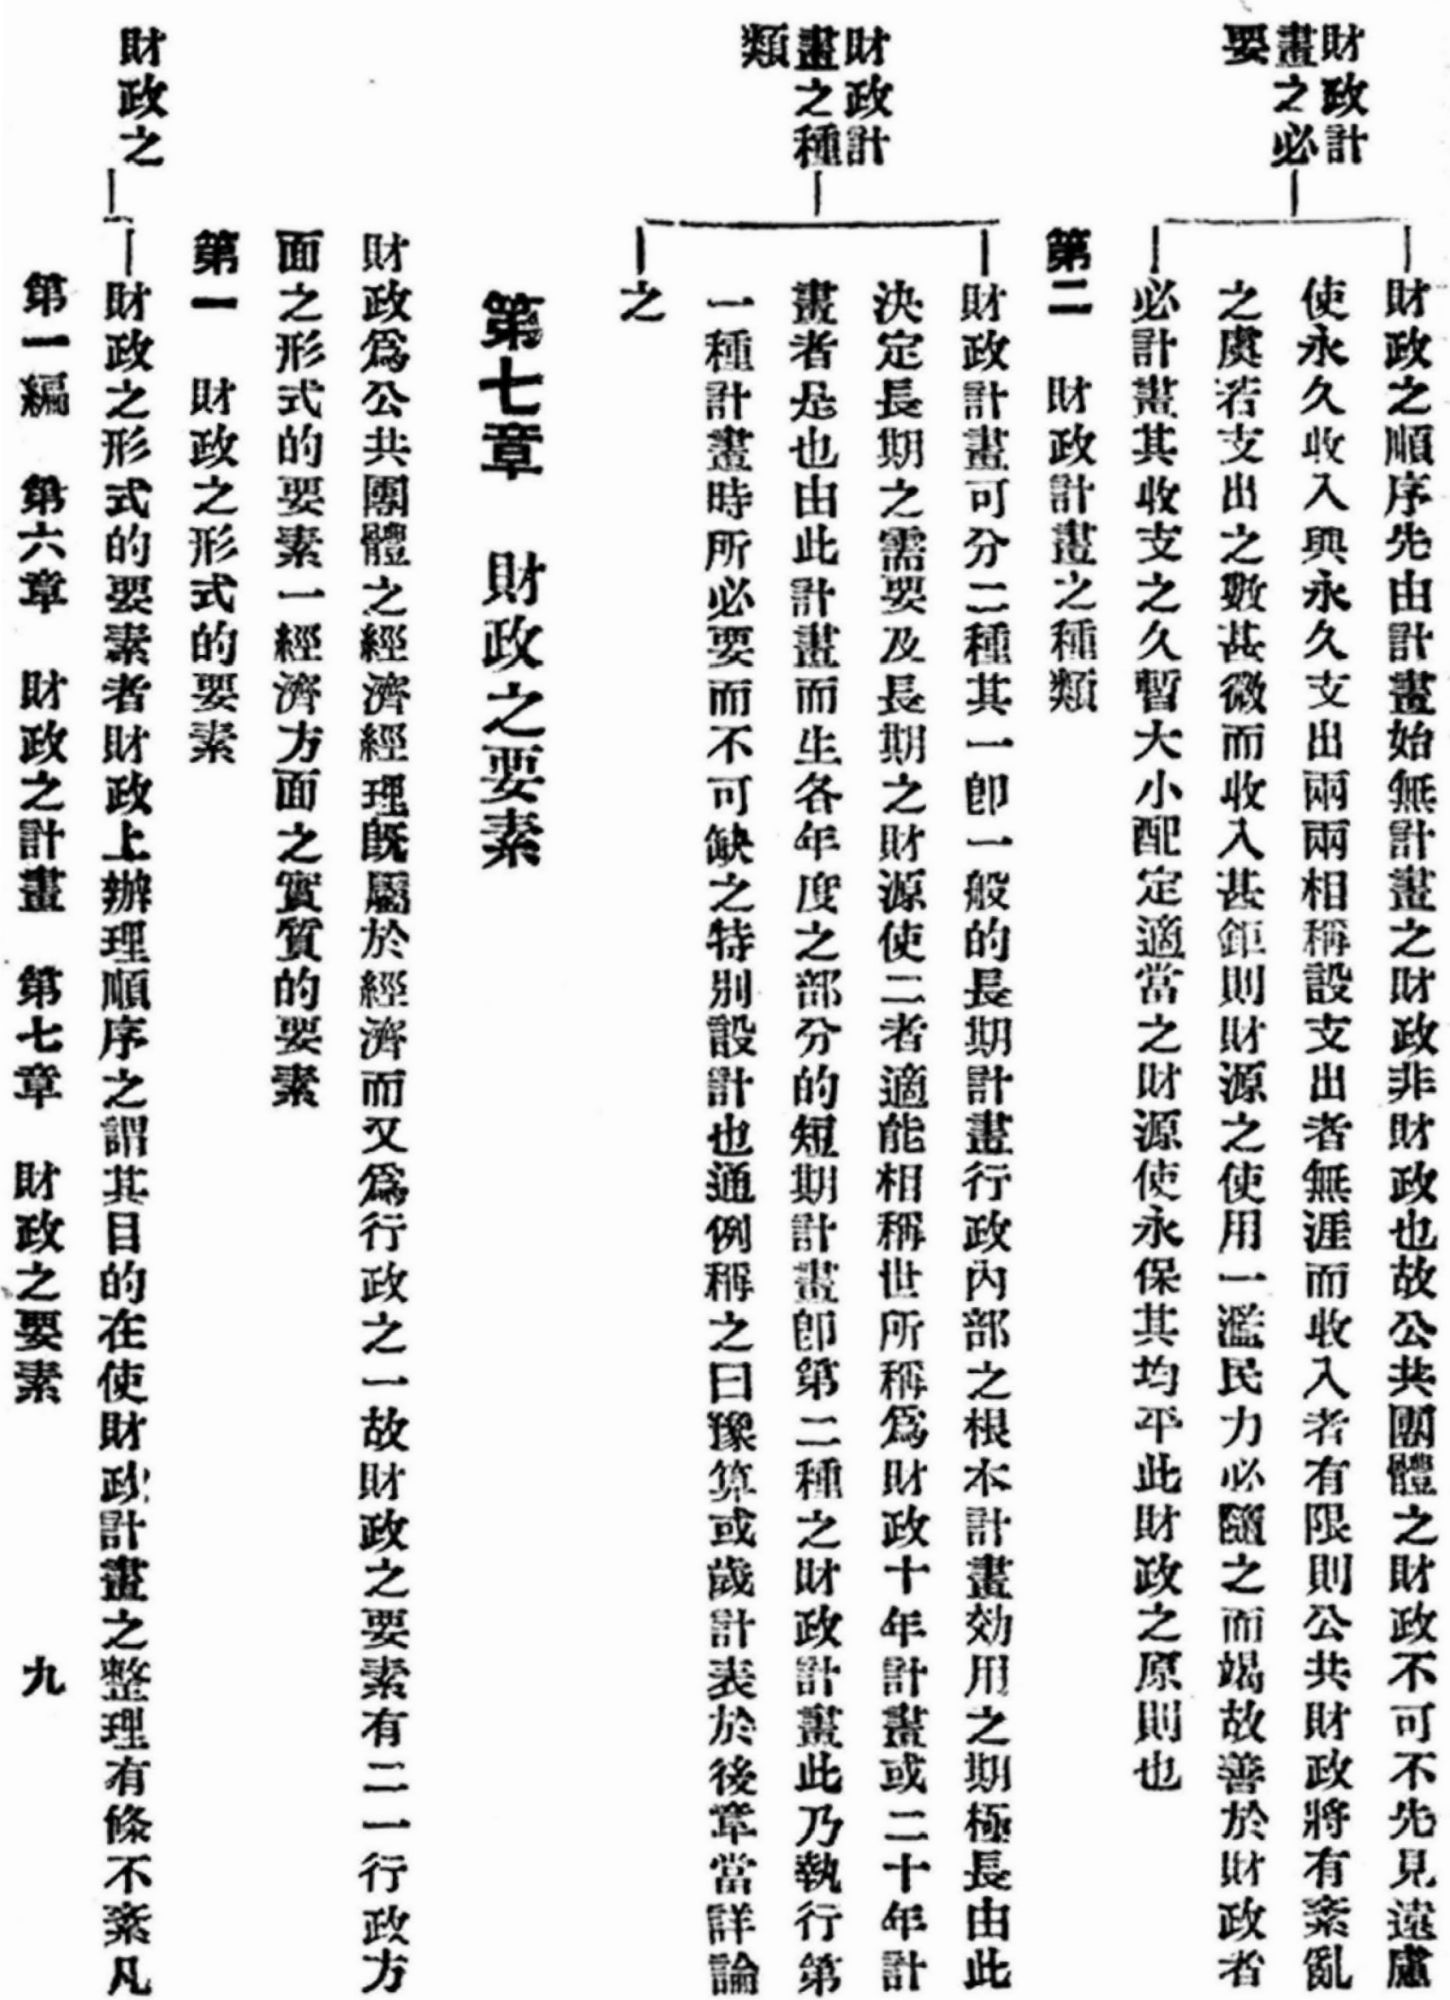 財政計
畫之必
要
財政之順序先由計畫始無計畫之財政非財政也故公共團體之財政不可不先見遠慮
使永久收入與永久支出兩兩相稱設支出者無涯而收入者有限則公共財政將有紊亂
之虞若支出之數甚微而收入甚鉅則財源之使用一濫民力必隨之而竭故善於財政者
必計畫其收支之久暫大小配定適當之財源使永保其均平此財政之原則也
第二　財政計畫之種類
財政計
畫之種
類
財政計畫可分二種其一卽一般的長期計畫行政內部之根本計畫効用之期極長由此
決定長期之需要及長期之財源使二者適能相稱世所稱爲財政十年計畫或二十年計
畫者是也由此計畫而生各年度之部分的短期計畫卽第二種之財政計畫此乃執行第
一種計畫時所必要而不可缺之特別設計也通例稱之曰豫算或歲計表於後章當詳論
之
第七章　財政之要素
財政爲公共團體之經濟經理旣屬於經濟而又爲行政之一故財政之要素有二一行政方
面之形式的要素一經濟方面之實質的要素
第一　財政之形式的要素
財政之
財政之形式的要素者財政上辦理順序之謂其目的在使財政計畫之整理有條不紊凡
第一編　第六章　財政之計畫　第七章　財政之要素　九